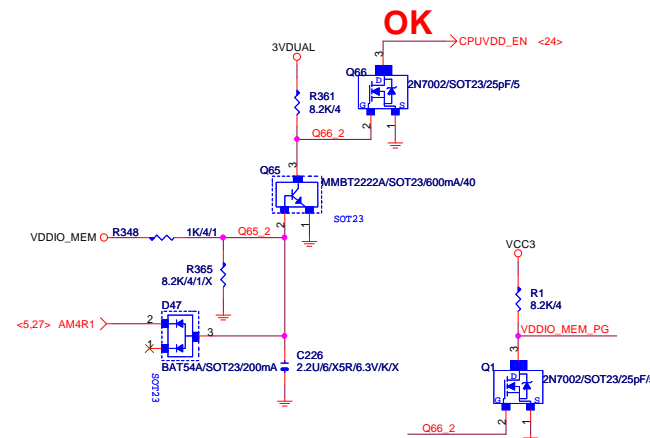 OK
3
CPUVDD_EN <24>
3VDUAL
Q66
D
2N7002/SOT23/25pF/5
G
S
R361
8.2K/4
2
1
Q66_2
3
Q65
MMBT2222A/SOT23/600mA/40
2
1
SOT23
VDDIO_MEM
R348
1K/4/1
Q65_2
R365
8.2K/4/1/X
D47
<5,27> AM4R1
2
3
1
BAT54A/SOT23/200mA
SOT23
C226
2.2U/6/X5R/6.3V/K/X
VCC3
R1
8.2K/4
VDDIO_MEM_PG
3
Q1
D
2N7002/SOT23/25pF/5
G
S
2
1
Q66_2